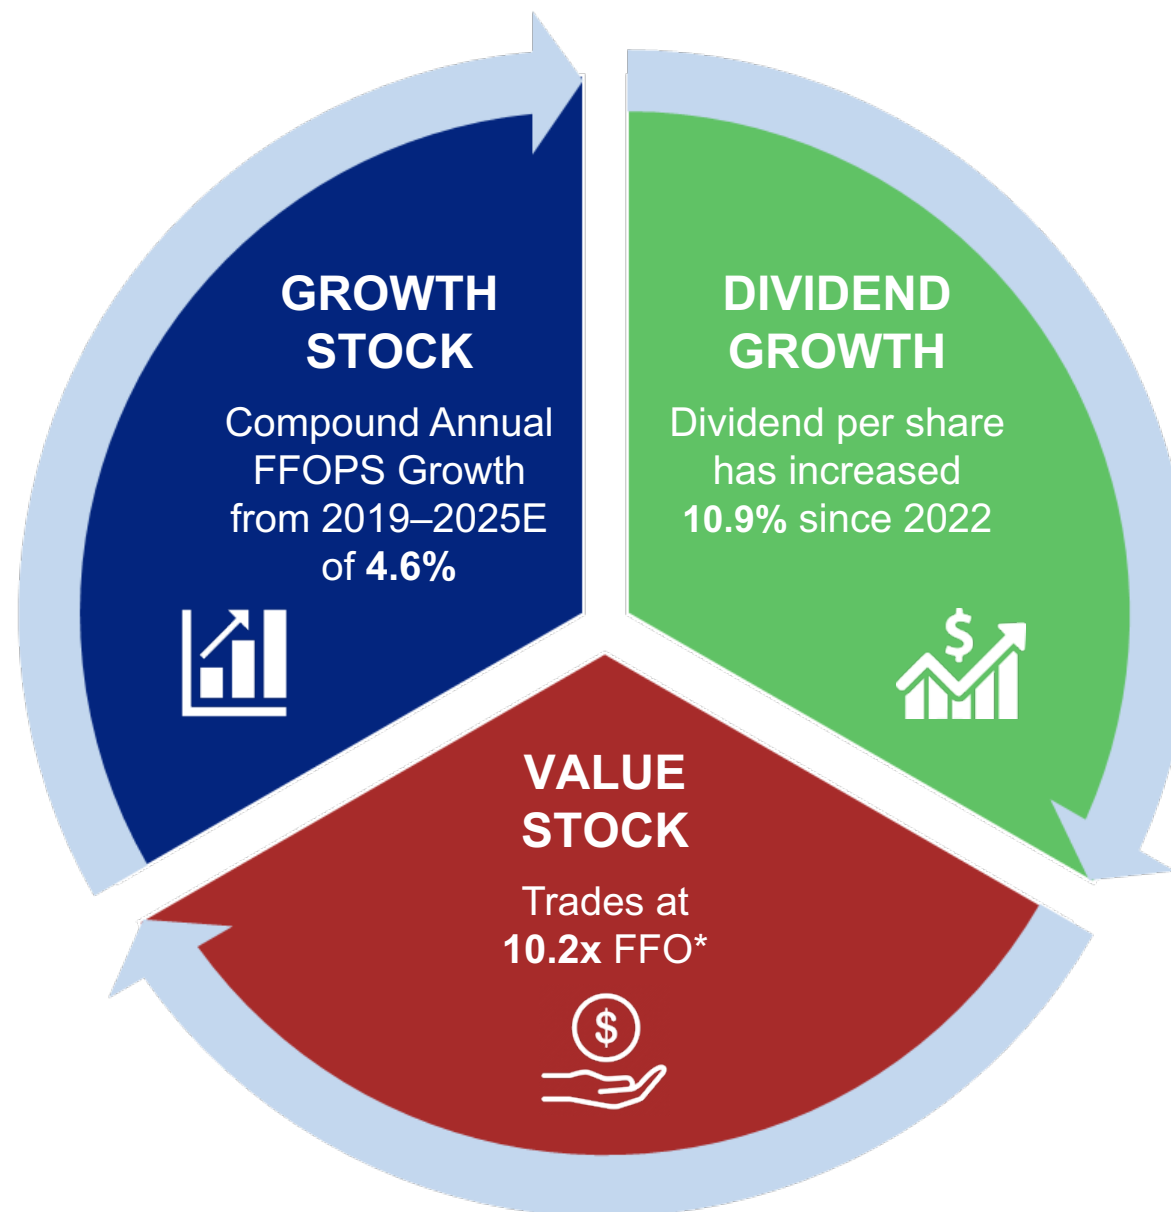 GROWTH
STOCK
Compound Annual
FFOPS Growth
from 2019–2025E
of 4.6%
DIVIDEND
GROWTH
Dividend per share
has increased
10.9% since 2022
$
VALUE
STOCK
Trades at
10.2x FFO*
$